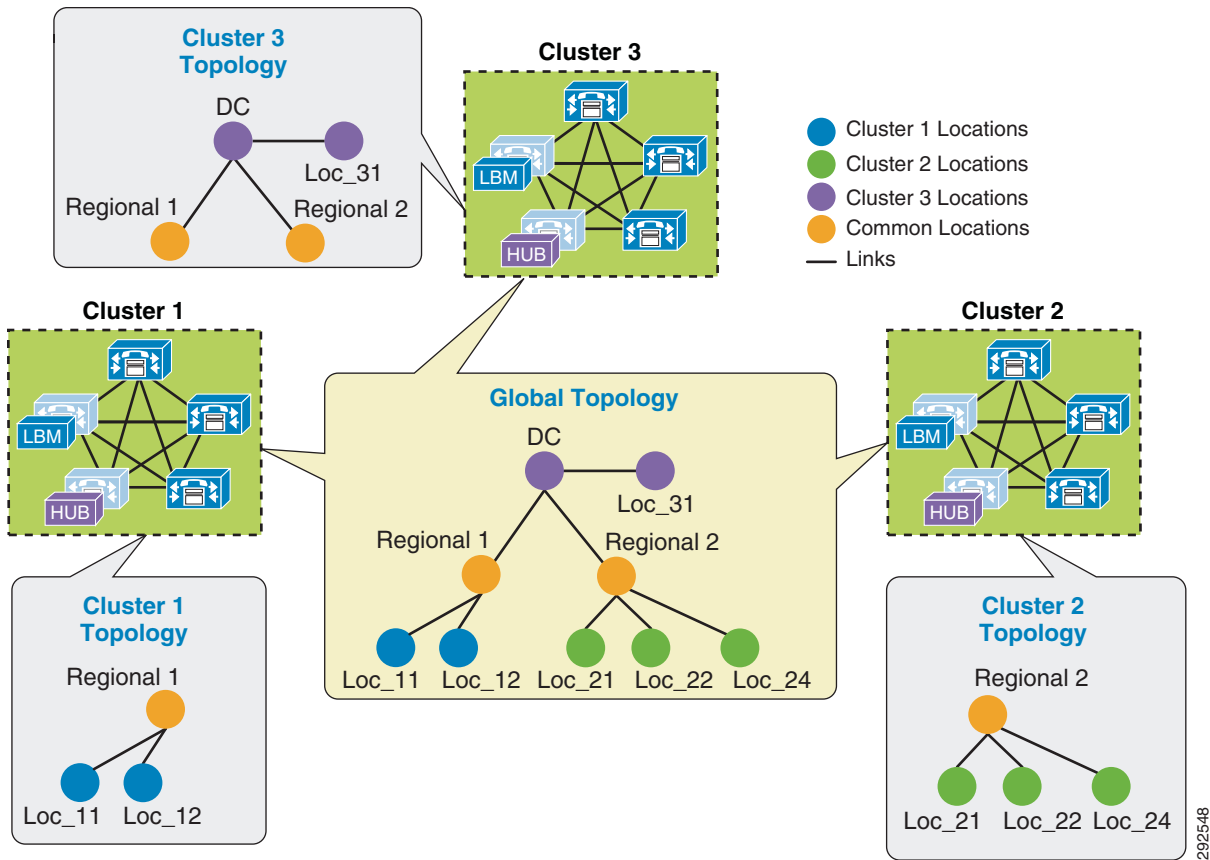 Cluster 3
Topology
DC
Loc_31
Regional 1
Regional 2
Cluster 3
LBM
HUB
Cluster 1 Locations
Cluster 2 Locations
Cluster 3 Locations
Common Locations
Links
Cluster 1
LBM
HUB
Cluster 2
LBM
HUB
Global Topology
DC
Loc_31
Regional 1
Regional 2
Loc_11
Loc_12
Loc_21
Loc_22
Loc_24
Cluster 1
Topology
Regional 1
Loc_11
Loc_12
Cluster 2
Topology
Regional 2
Loc_21
Loc_22
Loc_24
292548